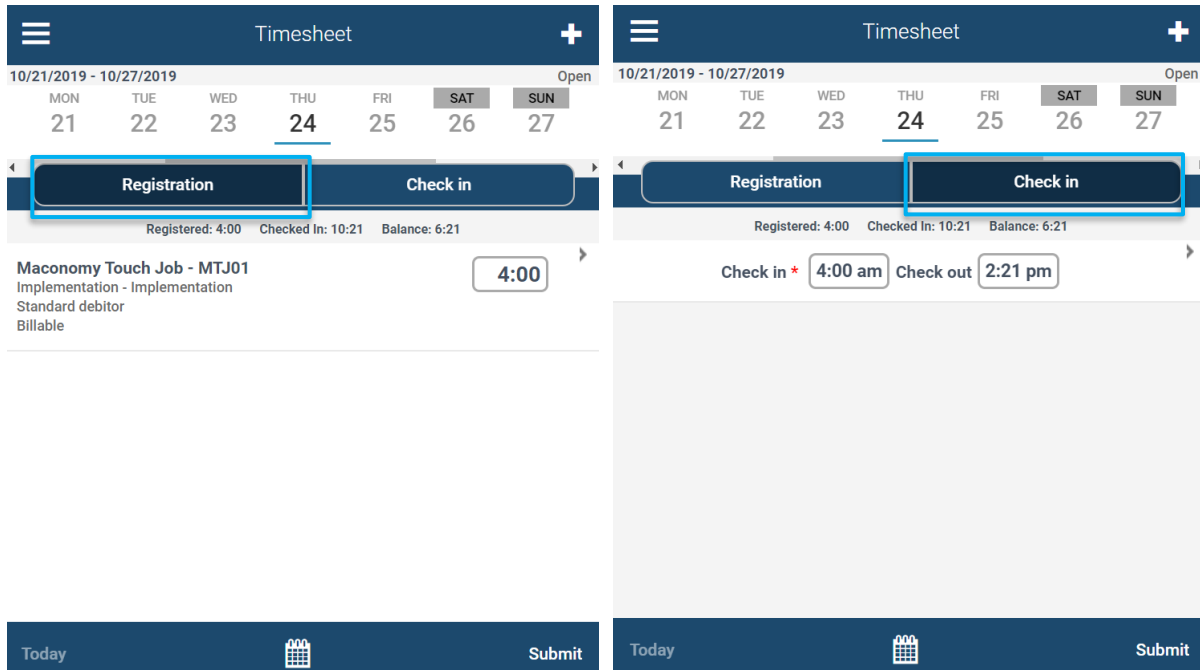 Timesheet
10/21/2019 - 10/27/2019 Open
MON TUE WED THU FRI SAT SUN
21 22 23 24 25 26 27
Registration Check in
Registered: 4:00 Checked In: 10:21 Balance: 6:21
Maconomy Touch Job - MTJ01 4:00
Implementation - Implementation
Standard debitor
Billable
Today Submit
Timesheet
10/21/2019 - 10/27/2019 Open
MON TUE WED THU FRI SAT SUN
21 22 23 24 25 26 27
Registration Check in
Registered: 4:00 Checked In: 10:21 Balance: 6:21
Check in * 4:00 am Check out 2:21 pm
Today Submit